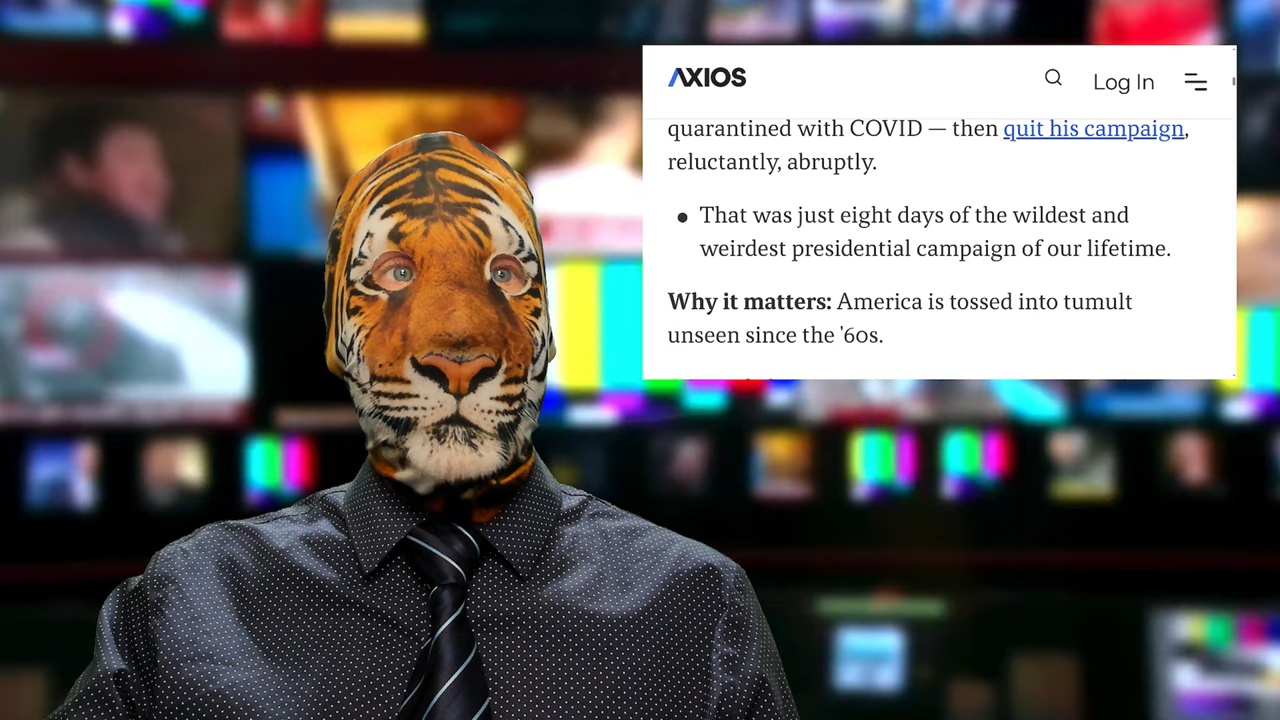 AXIOS
Log In
quarantined with COVID — then quit his campaign,
reluctantly, abruptly.
● That was just eight days of the wildest and
weirdest presidential campaign of our lifetime.
Why it matters: America is tossed into tumult
unseen since the '60s.